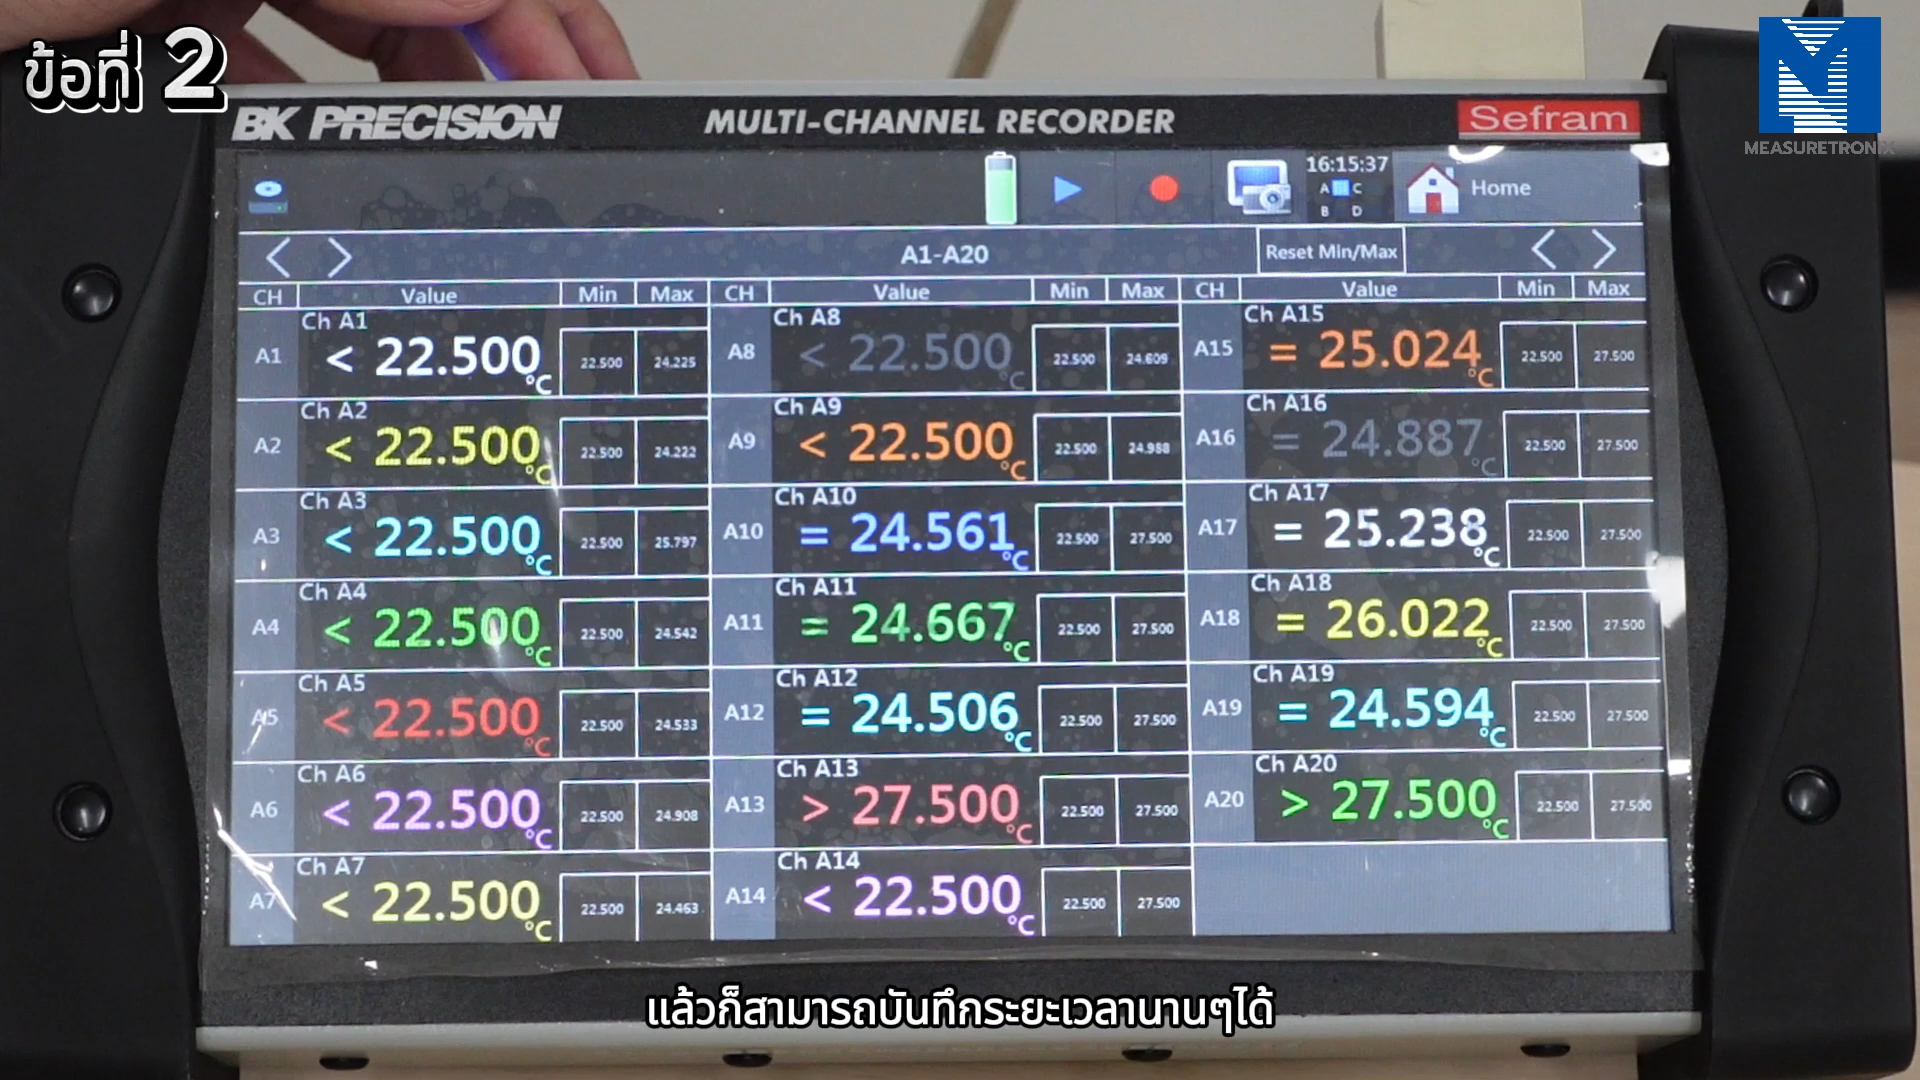 ข้อที่ 2
MEASURETRONIX
BK PRECISION MULTI-CHANNEL RECORDER Sefram
16:15:37
A C
B D
Home
A1-A20 Reset Min/Max
CH Value Min Max CH Value Min Max CH Value Min Max
A1 Ch A1 < 22.500 °C 22.500 24.225
A2 Ch A2 < 22.500 °C 22.500 24.222
A3 Ch A3 < 22.500 °C 22.500 25.797
A4 Ch A4 < 22.500 °C 22.500 24.542
A5 Ch A5 < 22.500 °C 22.500 24.533
A6 Ch A6 < 22.500 °C 22.500 24.908
A7 Ch A7 < 22.500 °C 22.500 24.463
A8 Ch A8 < 22.500 °C 22.500 24.609
A9 Ch A9 < 22.500 °C 22.500 24.988
A10 Ch A10 = 24.561 °C 22.500 27.500
A11 Ch A11 = 24.667 °C 22.500 27.500
A12 Ch A12 = 24.506 °C 22.500 27.500
A13 Ch A13 > 27.500 °C 22.500 27.500
A14 Ch A14 < 22.500 °C 22.500 27.500
A15 Ch A15 = 25.024 °C 22.500 27.500
A16 Ch A16 = 24.887 °C 22.500 27.500
A17 Ch A17 = 25.238 °C 22.500 27.500
A18 Ch A18 = 26.022 °C 22.500 27.500
A19 Ch A19 = 24.594 °C 22.500 27.500
A20 Ch A20 > 27.500 °C 22.500 27.500
แล้วก็สามารถบันทึกระยะเวลานานๆได้